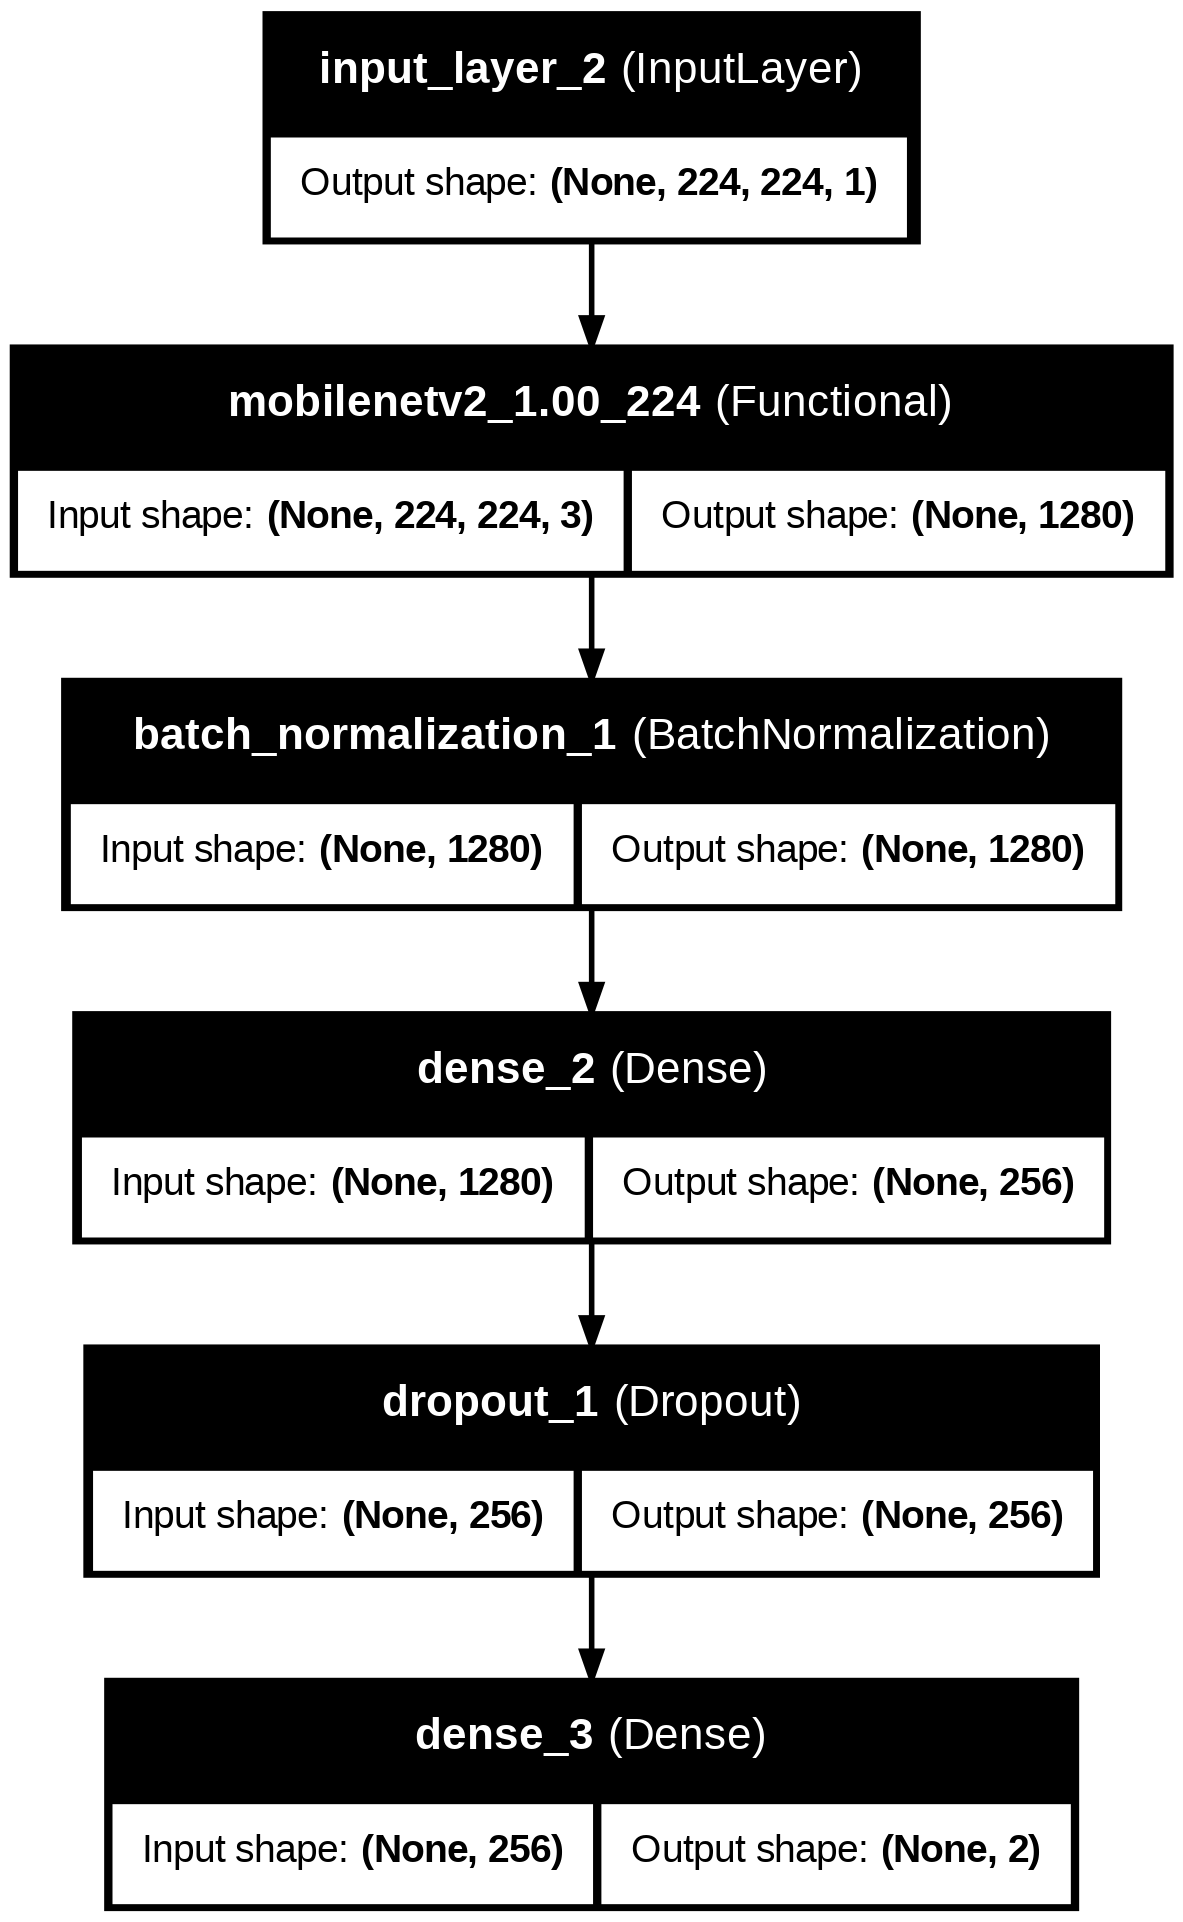 input_layer_2 (InputLayer)
Output shape: (None, 224, 224, 1)
mobilenetv2_1.00_224 (Functional)
Input shape: (None, 224, 224, 3) Output shape: (None, 1280)
batch_normalization_1 (BatchNormalization)
Input shape: (None, 1280) Output shape: (None, 1280)
dense_2 (Dense)
Input shape: (None, 1280) Output shape: (None, 256)
dropout_1 (Dropout)
Input shape: (None, 256) Output shape: (None, 256)
dense_3 (Dense)
Input shape: (None, 256) Output shape: (None, 2)